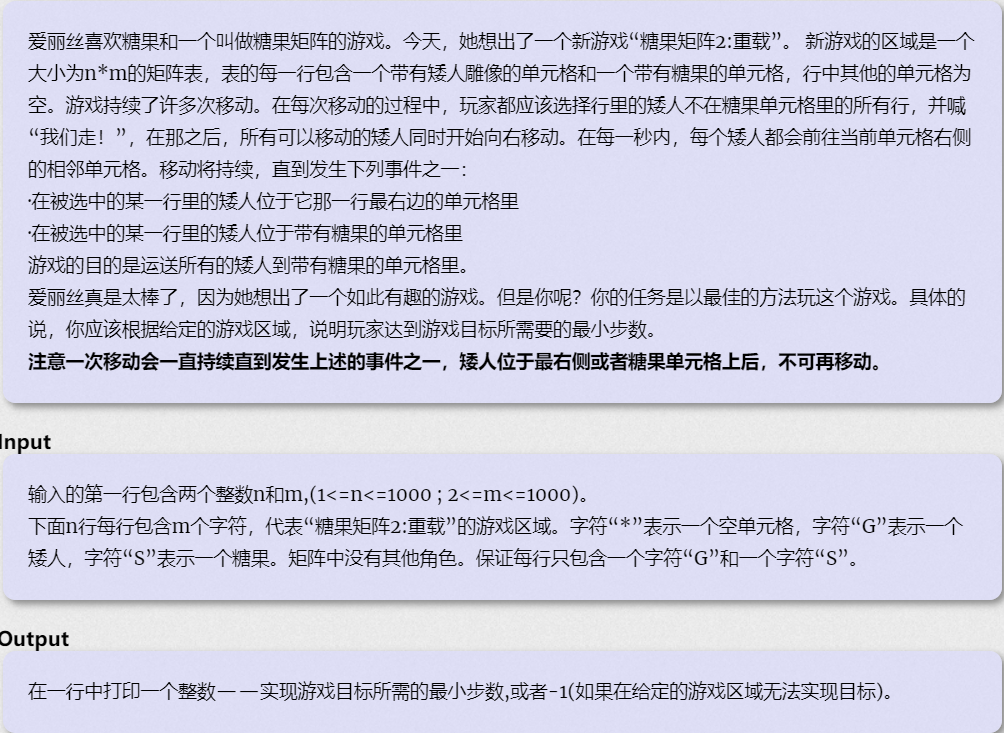 爱丽丝喜欢糖果和一个叫做糖果矩阵的游戏。今天，她想出了一个新游戏“糖果矩阵2:重载”。 新游戏的区域是一个
大小为n*m的矩阵表，表的每一行包含一个带有矮人雕像的单元格和一个带有糖果的单元格，行中其他的单元格为
空。游戏持续了许多次移动。在每次移动的过程中，玩家都应该选择行里的矮人不在糖果单元格里的所有行，并喊
“我们走！”，在那之后，所有可以移动的矮人同时开始向右移动。在每一秒内，每个矮人都会前往当前单元格右侧
的相邻单元格。移动将持续，直到发生下列事件之一：
·在被选中的某一行里的矮人位于它那一行最右边的单元格里
·在被选中的某一行里的矮人位于带有糖果的单元格里
游戏的目的是运送所有的矮人到带有糖果的单元格里。
爱丽丝真是太棒了，因为她想出了一个如此有趣的游戏。但是你呢？你的任务是以最佳的方法玩这个游戏。具体的
说，你应该根据给定的游戏区域，说明玩家达到游戏目标所需要的最小步数。
注意一次移动会一直持续直到发生上述的事件之一，矮人位于最右侧或者糖果单元格上后，不可再移动。
Input
输入的第一行包含两个整数n和m,(1<=n<=1000 ; 2<=m<=1000)。
下面n行每行包含m个字符，代表“糖果矩阵2:重载”的游戏区域。字符“*”表示一个空单元格，字符“G”表示一个
矮人，字符“S”表示一个糖果。矩阵中没有其他角色。保证每行只包含一个字符“G”和一个字符“S”。
Output
在一行中打印一个整数——实现游戏目标所需的最小步数,或者-1(如果在给定的游戏区域无法实现目标)。